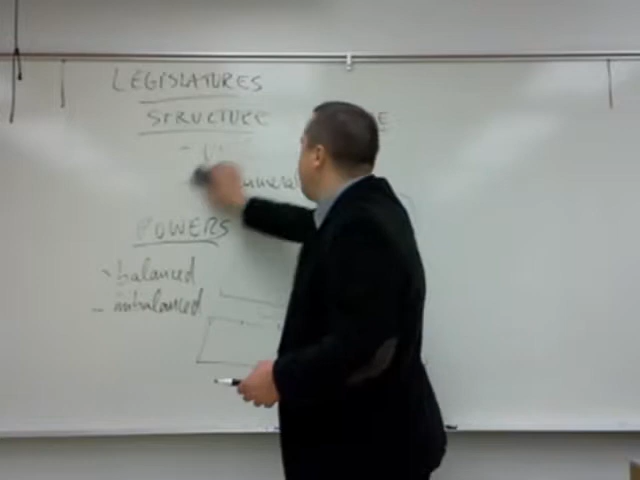 LEGISLATURES
STRUCTURE
POWERS
- balanced
- imbalanced